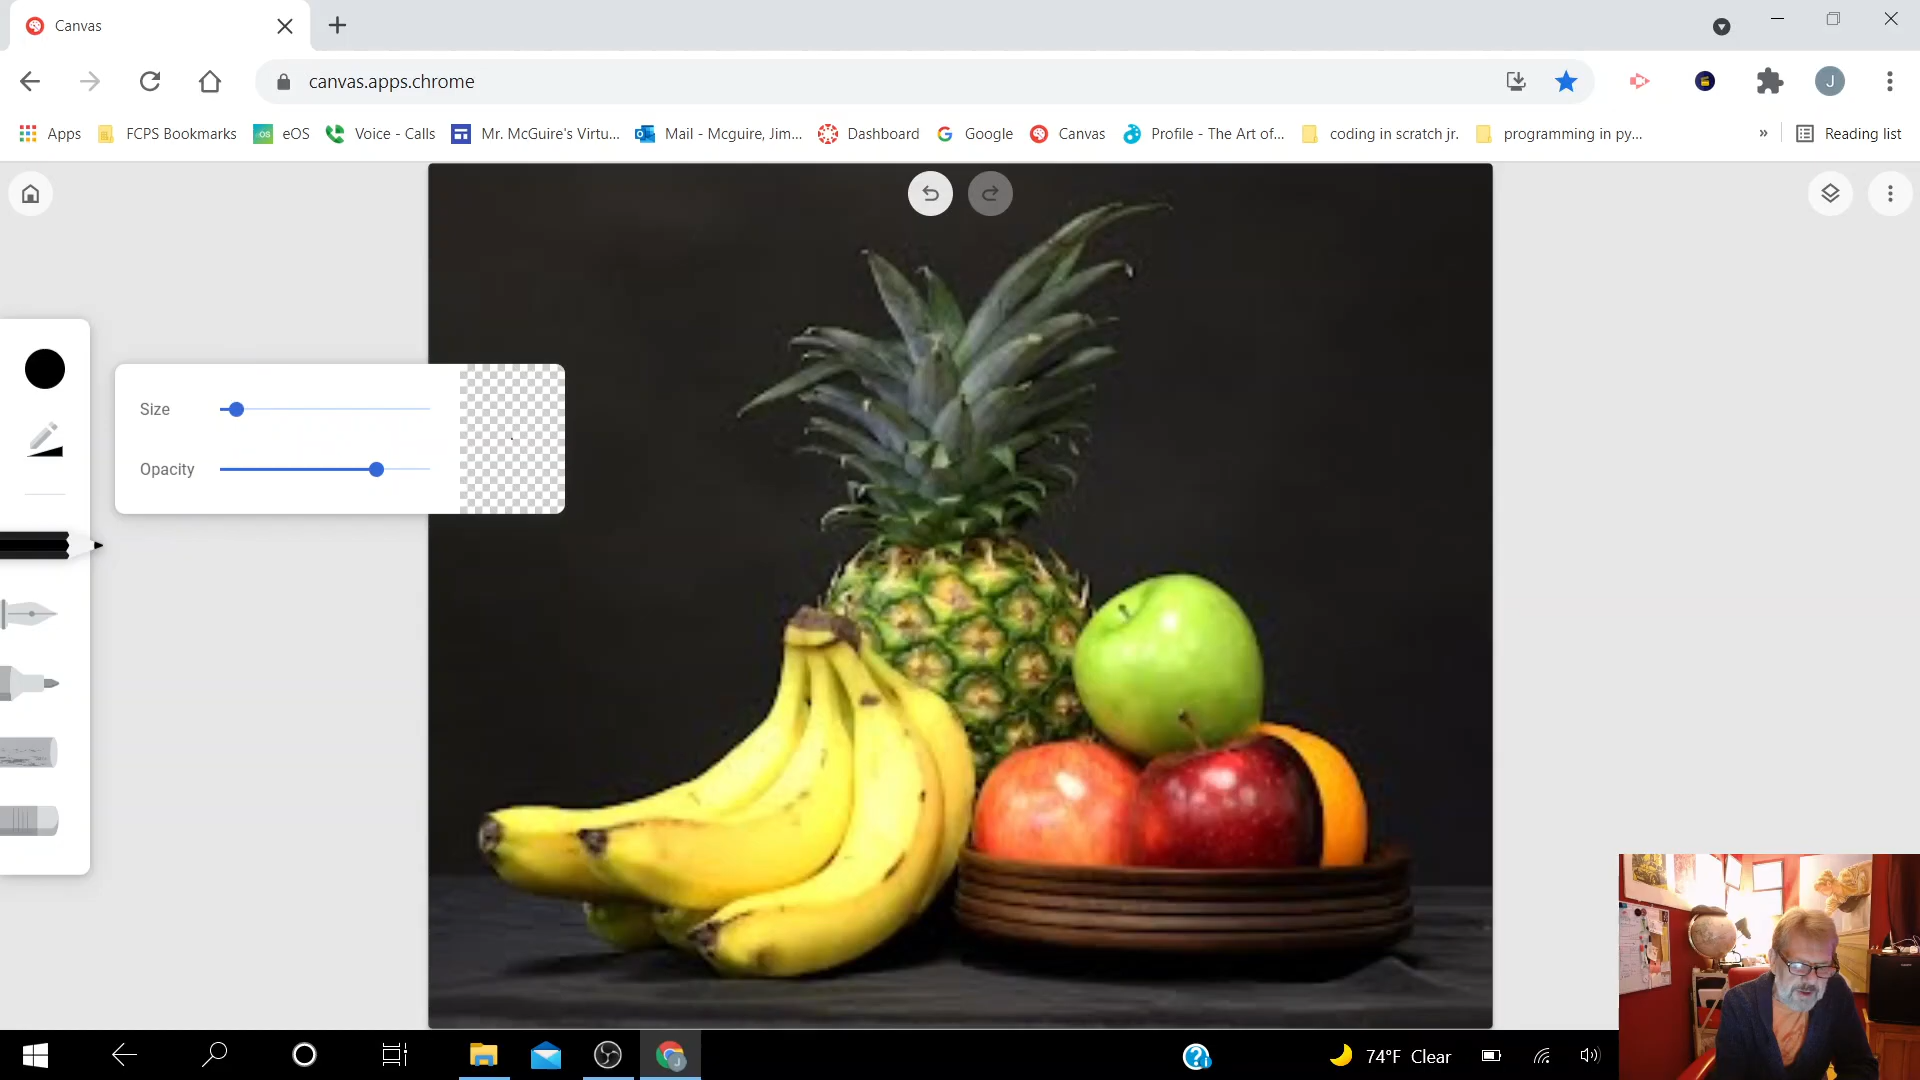 Canvas
canvas.apps.chrome
J
Apps FCPS Bookmarks eOS Voice - Calls Mr. McGuire's Virtu... Mail - Mcguire, Jim... Dashboard Google Canvas Profile - The Art of... coding in scratch jr. programming in py... » Reading list
Size
Opacity
74°F Clear